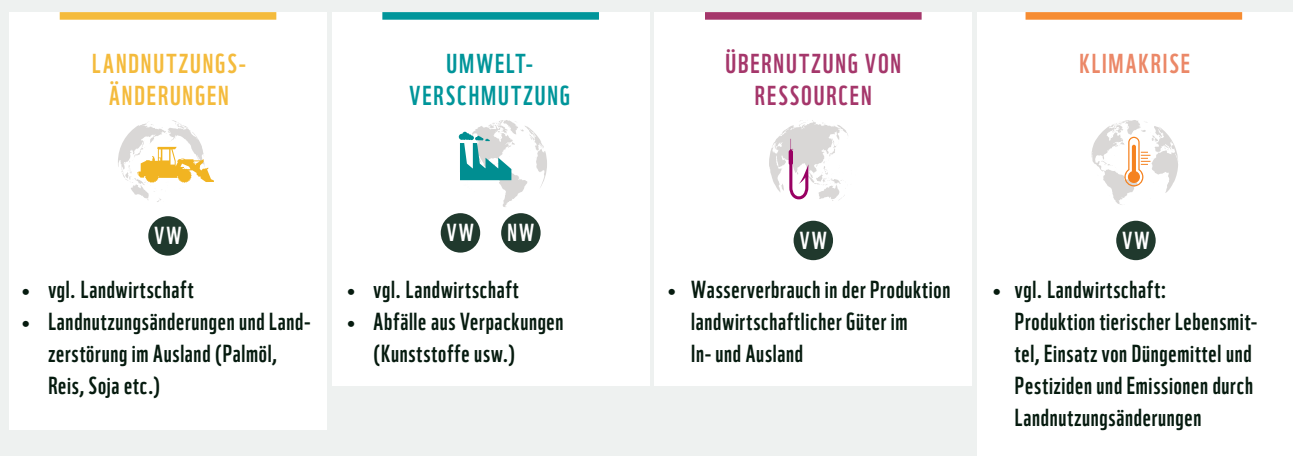 LANDNUTZUNGS-
ÄNDERUNGEN
VW
• vgl. Landwirtschaft
• Landnutzungsänderungen und Land-
zerstörung im Ausland (Palmöl,
Reis, Soja etc.)
UMWELT-
VERSCHMUTZUNG
VW NW
• vgl. Landwirtschaft
• Abfälle aus Verpackungen
(Kunststoffe usw.)
ÜBERNUTZUNG VON
RESSOURCEN
VW
• Wasserverbrauch in der Produktion
landwirtschaftlicher Güter im
In- und Ausland
KLIMAKRISE
VW
• vgl. Landwirtschaft:
Produktion tierischer Lebensmit-
tel, Einsatz von Düngemittel und
Pestiziden und Emissionen durch
Landnutzungsänderungen